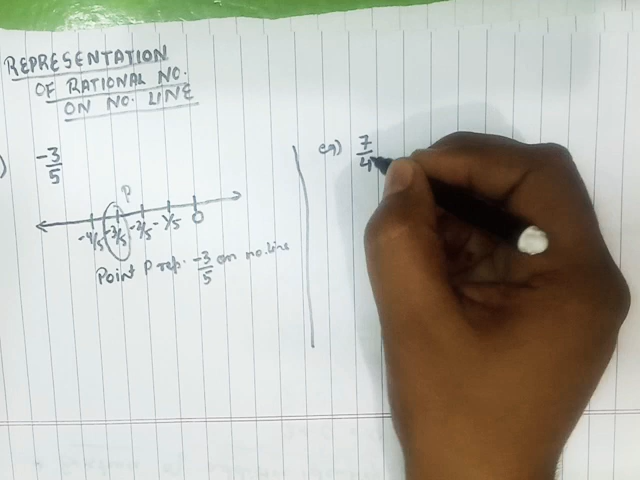 REPRESENTATION
OF RATIONAL NO.
ON NO. LINE
)
-3
5
P
-4/5 -3/5 -2/5 -1/5 0
Point P rep. -3/5 on no. line
7
4